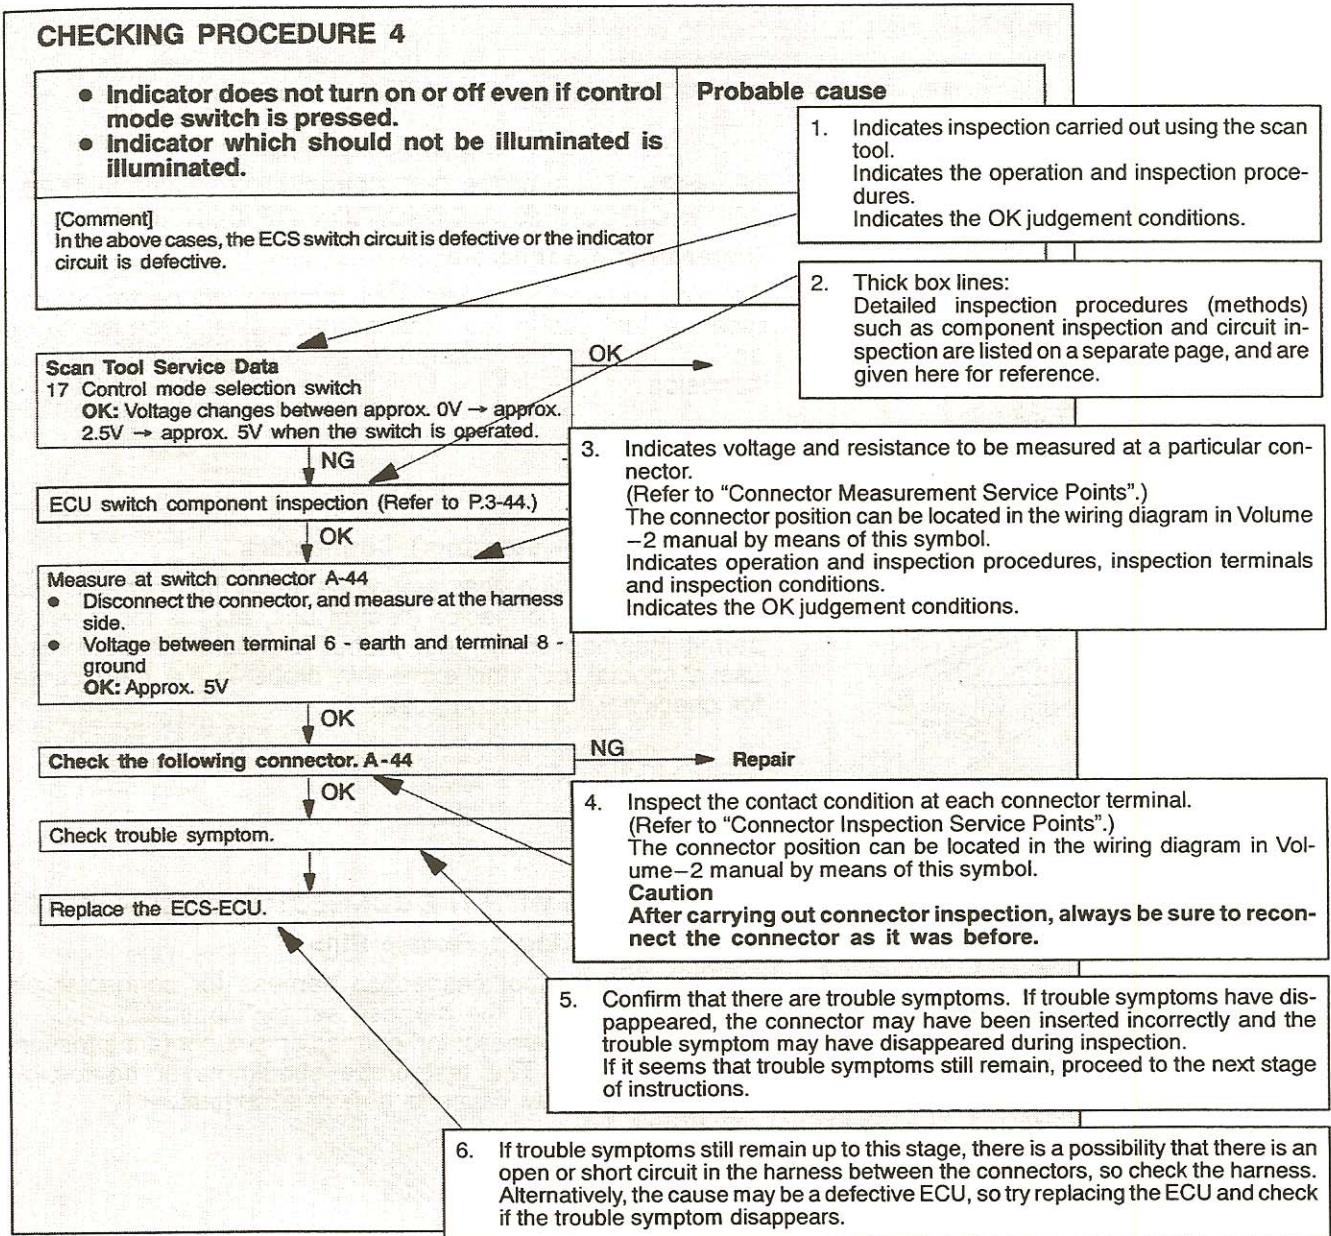 CHECKING PROCEDURE 4
● Indicator does not turn on or off even if control
mode switch is pressed.
● Indicator which should not be illuminated is
illuminated.
[Comment]
In the above cases, the ECS switch circuit is defective or the indicator
circuit is defective.
Probable cause
1. Indicates inspection carried out using the scan
tool.
Indicates the operation and inspection proce-
dures.
Indicates the OK judgement conditions.
2. Thick box lines:
Detailed inspection procedures (methods)
such as component inspection and circuit in-
spection are listed on a separate page, and are
given here for reference.
Scan Tool Service Data
17 Control mode selection switch
OK: Voltage changes between approx. 0V → approx.
2.5V → approx. 5V when the switch is operated.
OK
NG
ECU switch component inspection (Refer to P.3-44.)
OK
3. Indicates voltage and resistance to be measured at a particular con-
nector.
(Refer to “Connector Measurement Service Points”.)
The connector position can be located in the wiring diagram in Volume
–2 manual by means of this symbol.
Indicates operation and inspection procedures, inspection terminals
and inspection conditions.
Indicates the OK judgement conditions.
Measure at switch connector A-44
● Disconnect the connector, and measure at the harness
side.
● Voltage between terminal 6 - earth and terminal 8 -
ground
OK: Approx. 5V
OK
Check the following connector. A-44
NG
Repair
OK
4. Inspect the contact condition at each connector terminal.
(Refer to “Connector Inspection Service Points”.)
The connector position can be located in the wiring diagram in Vol-
ume–2 manual by means of this symbol.
Caution
After carrying out connector inspection, always be sure to recon-
nect the connector as it was before.
Check trouble symptom.
Replace the ECS-ECU.
5. Confirm that there are trouble symptoms. If trouble symptoms have dis-
pappeared, the connector may have been inserted incorrectly and the
trouble symptom may have disappeared during inspection.
If it seems that trouble symptoms still remain, proceed to the next stage
of instructions.
6. If trouble symptoms still remain up to this stage, there is a possibility that there is an
open or short circuit in the harness between the connectors, so check the harness.
Alternatively, the cause may be a defective ECU, so try replacing the ECU and check
if the trouble symptom disappears.